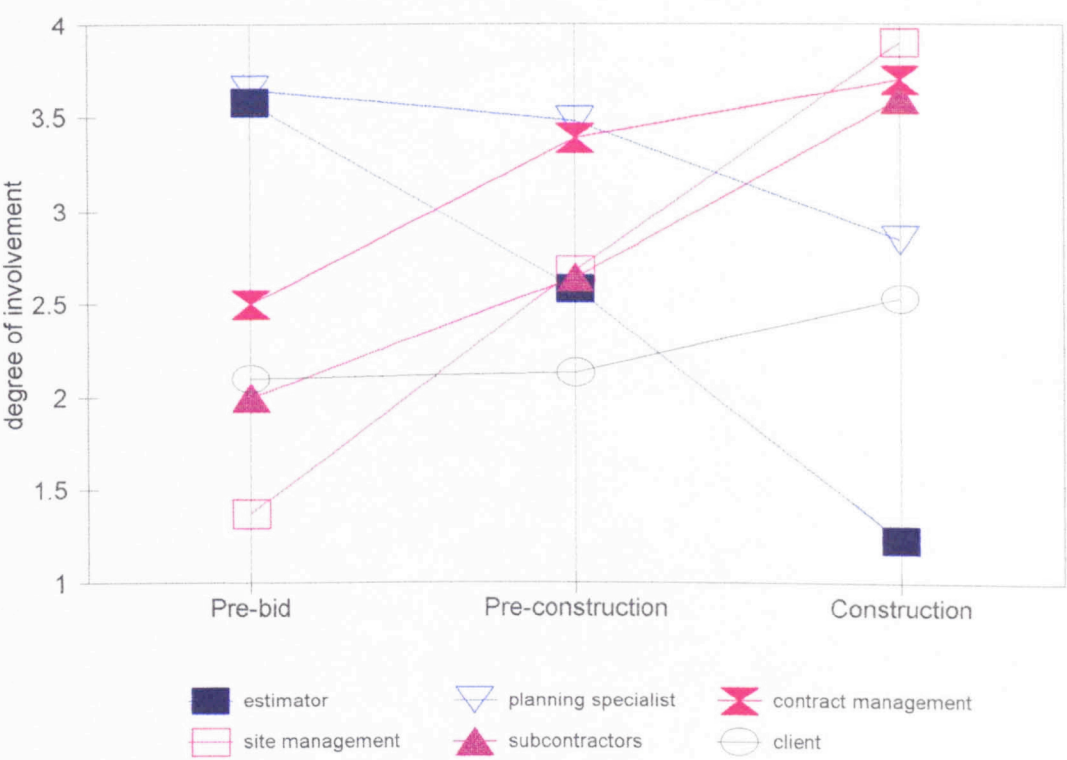 4
3.5
3
2.5
2
1.5
1
degree of involvement
Pre-bid Pre-construction Construction
estimator planning specialist contract management
site management subcontractors client